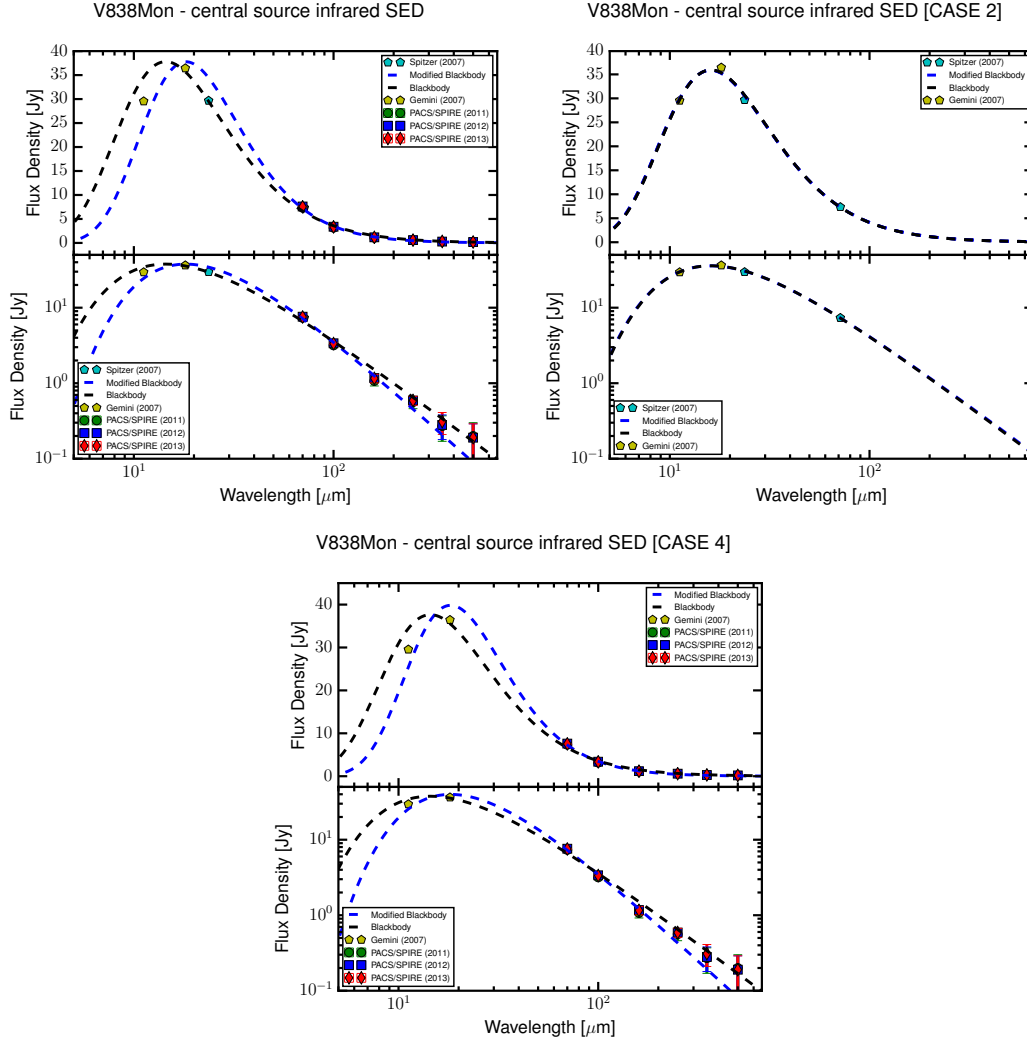 V838Mon - central source infrared SED
Flux Density [Jy]
40
35
30
25
20
15
10
5
0
Spitzer (2007)
Modified Blackbody
Blackbody
Gemini (2007)
PACS/SPIRE (2011)
PACS/SPIRE (2012)
PACS/SPIRE (2013)
Flux Density [Jy]
10¹
10⁰
10⁻¹
Spitzer (2007)
Modified Blackbody
Blackbody
Gemini (2007)
PACS/SPIRE (2011)
PACS/SPIRE (2012)
PACS/SPIRE (2013)
10¹ 10²
Wavelength [μm]
V838Mon - central source infrared SED [CASE 2]
Flux Density [Jy]
40
35
30
25
20
15
10
5
0
Spitzer (2007)
Modified Blackbody
Blackbody
Gemini (2007)
Flux Density [Jy]
10¹
10⁰
10⁻¹
Spitzer (2007)
Modified Blackbody
Blackbody
Gemini (2007)
10¹ 10²
Wavelength [μm]
V838Mon - central source infrared SED [CASE 4]
Flux Density [Jy]
40
30
20
10
0
Modified Blackbody
Blackbody
Gemini (2007)
PACS/SPIRE (2011)
PACS/SPIRE (2012)
PACS/SPIRE (2013)
Flux Density [Jy]
10¹
10⁰
10⁻¹
Modified Blackbody
Blackbody
Gemini (2007)
PACS/SPIRE (2011)
PACS/SPIRE (2012)
PACS/SPIRE (2013)
10¹ 10²
Wavelength [μm]